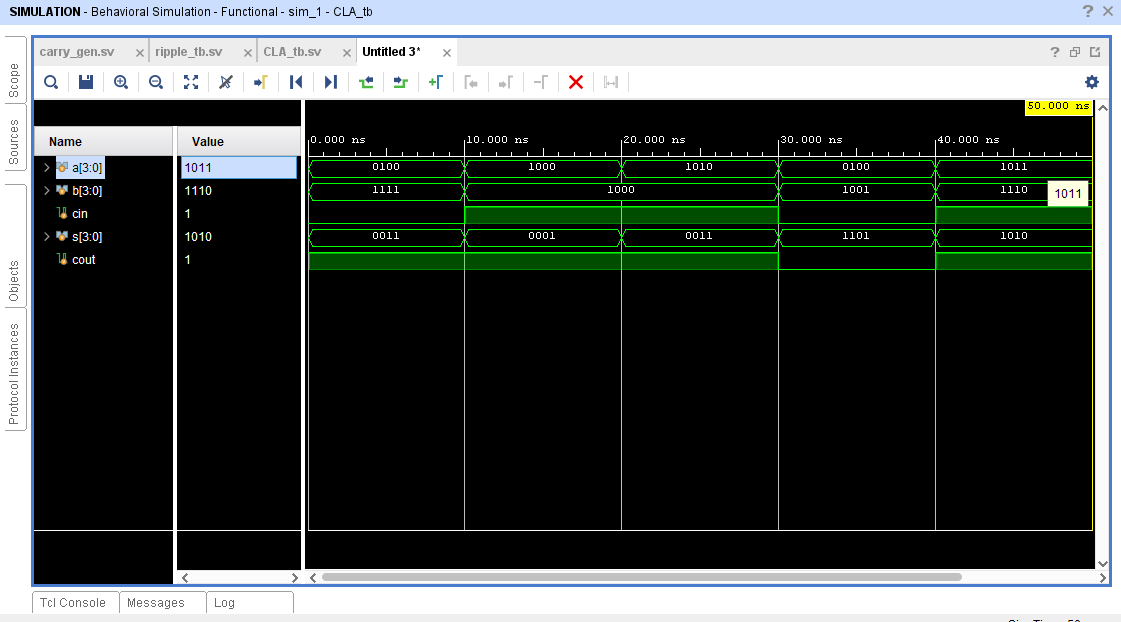 SIMULATION - Behavioral Simulation - Functional - sim_1 - CLA_tb
carry_gen.sv
ripple_tb.sv
CLA_tb.sv
Untitled 3*
Scope
Sources
Objects
Protocol Instances
50.000 ns
0.000 ns 10.000 ns 20.000 ns 30.000 ns 40.000 ns
Name Value
a[3:0] 1011 0100 1000 1010 0100 1011
b[3:0] 1110 1111 1000 1001 1110
1011
cin 1
s[3:0] 1010 0011 0001 0011 1101 1010
cout 1
Tcl Console Messages Log